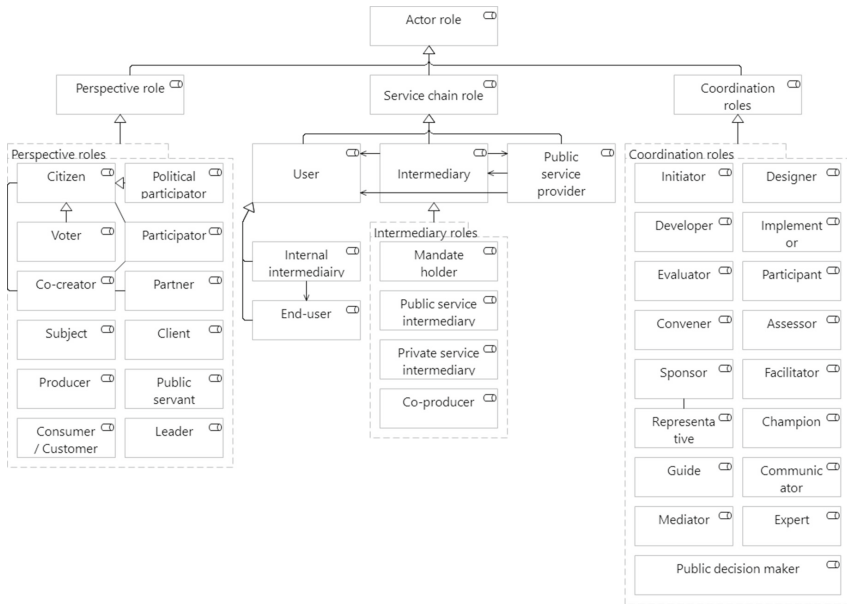 Actor role
Perspective role
Service chain role
Coordination
roles
Perspective roles
Citizen
Political
participator
Voter
Participator
Co-creator
Partner
Subject
Client
Producer
Public
servant
Consumer
/ Customer
Leader
User
Intermediary
Public
service
provider
Internal
intermediairy
End-user
Intermediary roles
Mandate
holder
Public service
intermediary
Private service
intermediary
Co-producer
Coordination roles
Initiator
Designer
Developer
Implement
or
Evaluator
Participant
Convener
Assessor
Sponsor
Facilitator
Representa
tive
Champion
Guide
Communic
ator
Mediator
Expert
Public decision maker